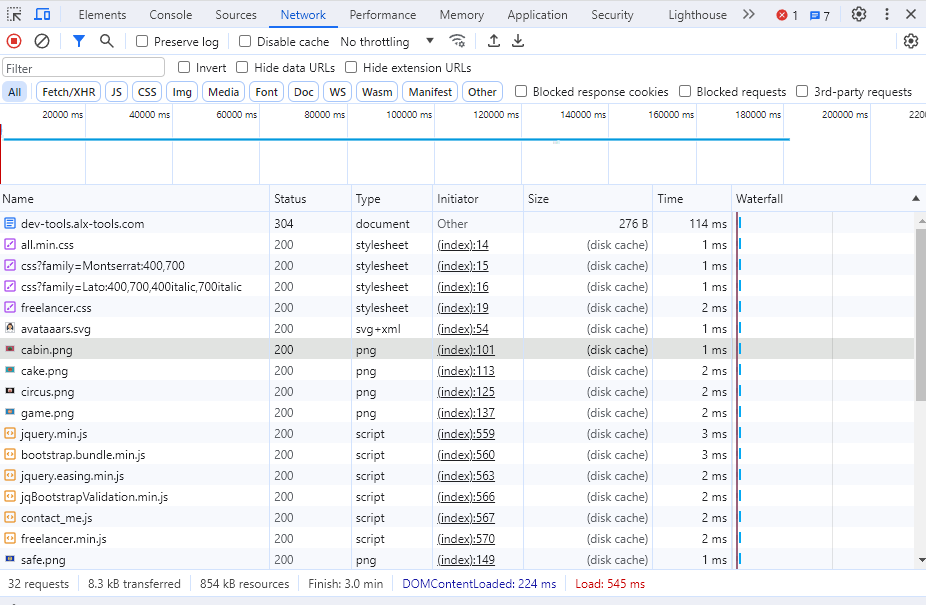 Elements Console Sources Network Performance Memory Application Security Lighthouse 1 7
Preserve log Disable cache No throttling
Filter Invert Hide data URLs Hide extension URLs
All Fetch/XHR JS CSS Img Media Font Doc WS Wasm Manifest Other Blocked response cookies Blocked requests 3rd-party requests
20000 ms 40000 ms 60000 ms 80000 ms 100000 ms 120000 ms 140000 ms 160000 ms 180000 ms 200000 ms 220
Name Status Type Initiator Size Time Waterfall
dev-tools.alx-tools.com 304 document Other 276 B 114 ms
all.min.css 200 stylesheet (index):14 (disk cache) 1 ms
css?family=Montserrat:400,700 200 stylesheet (index):15 (disk cache) 1 ms
css?family=Lato:400,700,400italic,700italic 200 stylesheet (index):16 (disk cache) 1 ms
freelancer.css 200 stylesheet (index):19 (disk cache) 2 ms
avataaars.svg 200 svg+xml (index):54 (disk cache) 1 ms
cabin.png 200 png (index):101 (disk cache) 1 ms
cake.png 200 png (index):113 (disk cache) 2 ms
circus.png 200 png (index):125 (disk cache) 2 ms
game.png 200 png (index):137 (disk cache) 2 ms
jquery.min.js 200 script (index):559 (disk cache) 3 ms
bootstrap.bundle.min.js 200 script (index):560 (disk cache) 3 ms
jquery.easing.min.js 200 script (index):563 (disk cache) 2 ms
jqBootstrapValidation.min.js 200 script (index):566 (disk cache) 2 ms
contact_me.js 200 script (index):567 (disk cache) 2 ms
freelancer.min.js 200 script (index):570 (disk cache) 2 ms
safe.png 200 png (index):149 (disk cache) 1 ms
32 requests 8.3 kB transferred 854 kB resources Finish: 3.0 min DOMContentLoaded: 224 ms Load: 545 ms